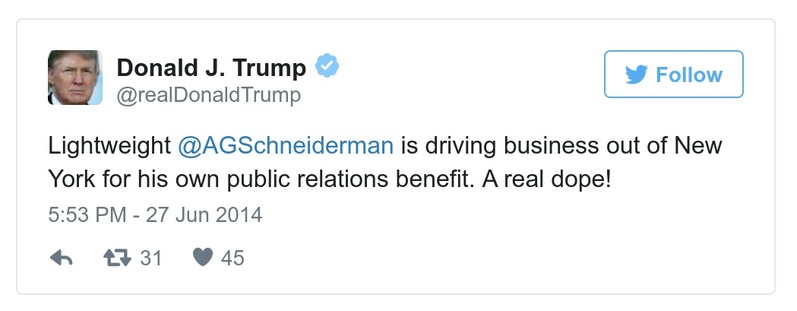 Donald J. Trump
@realDonaldTrump
Follow
Lightweight @AGSchneiderman is driving business out of New
York for his own public relations benefit. A real dope!
5:53 PM - 27 Jun 2014
31 45